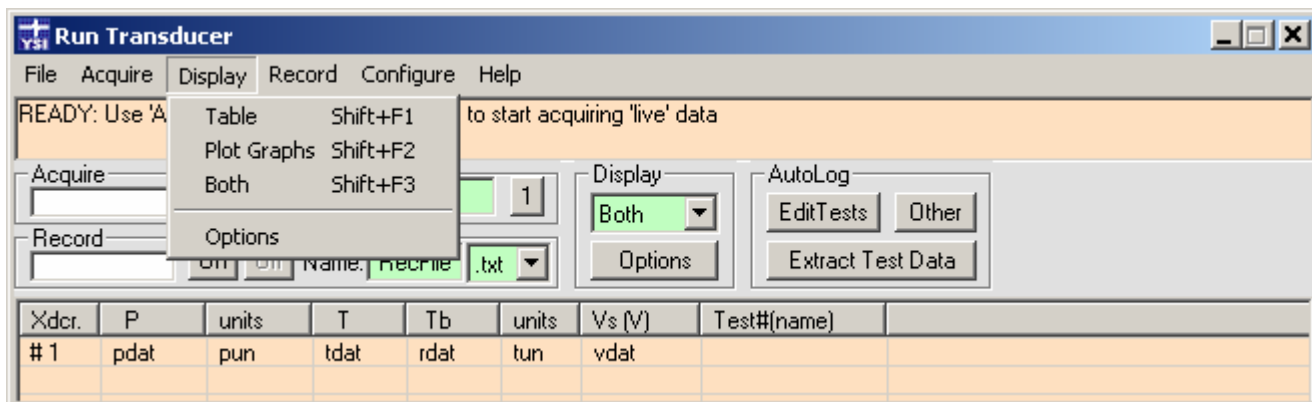 YSI Run Transducer
File Acquire Display Record Configure Help
READY: Use 'A to start acquiring 'live' data
Table Shift+F1
Plot Graphs Shift+F2
Both Shift+F3
Options
Acquire
1
Record
Name: RecFile .txt
Display
Both
Options
AutoLog
EditTests Other
Extract Test Data
Xdcr. P units T Tb units Vs (V) Test#(name)
# 1 pdat pun tdat rdat tun vdat